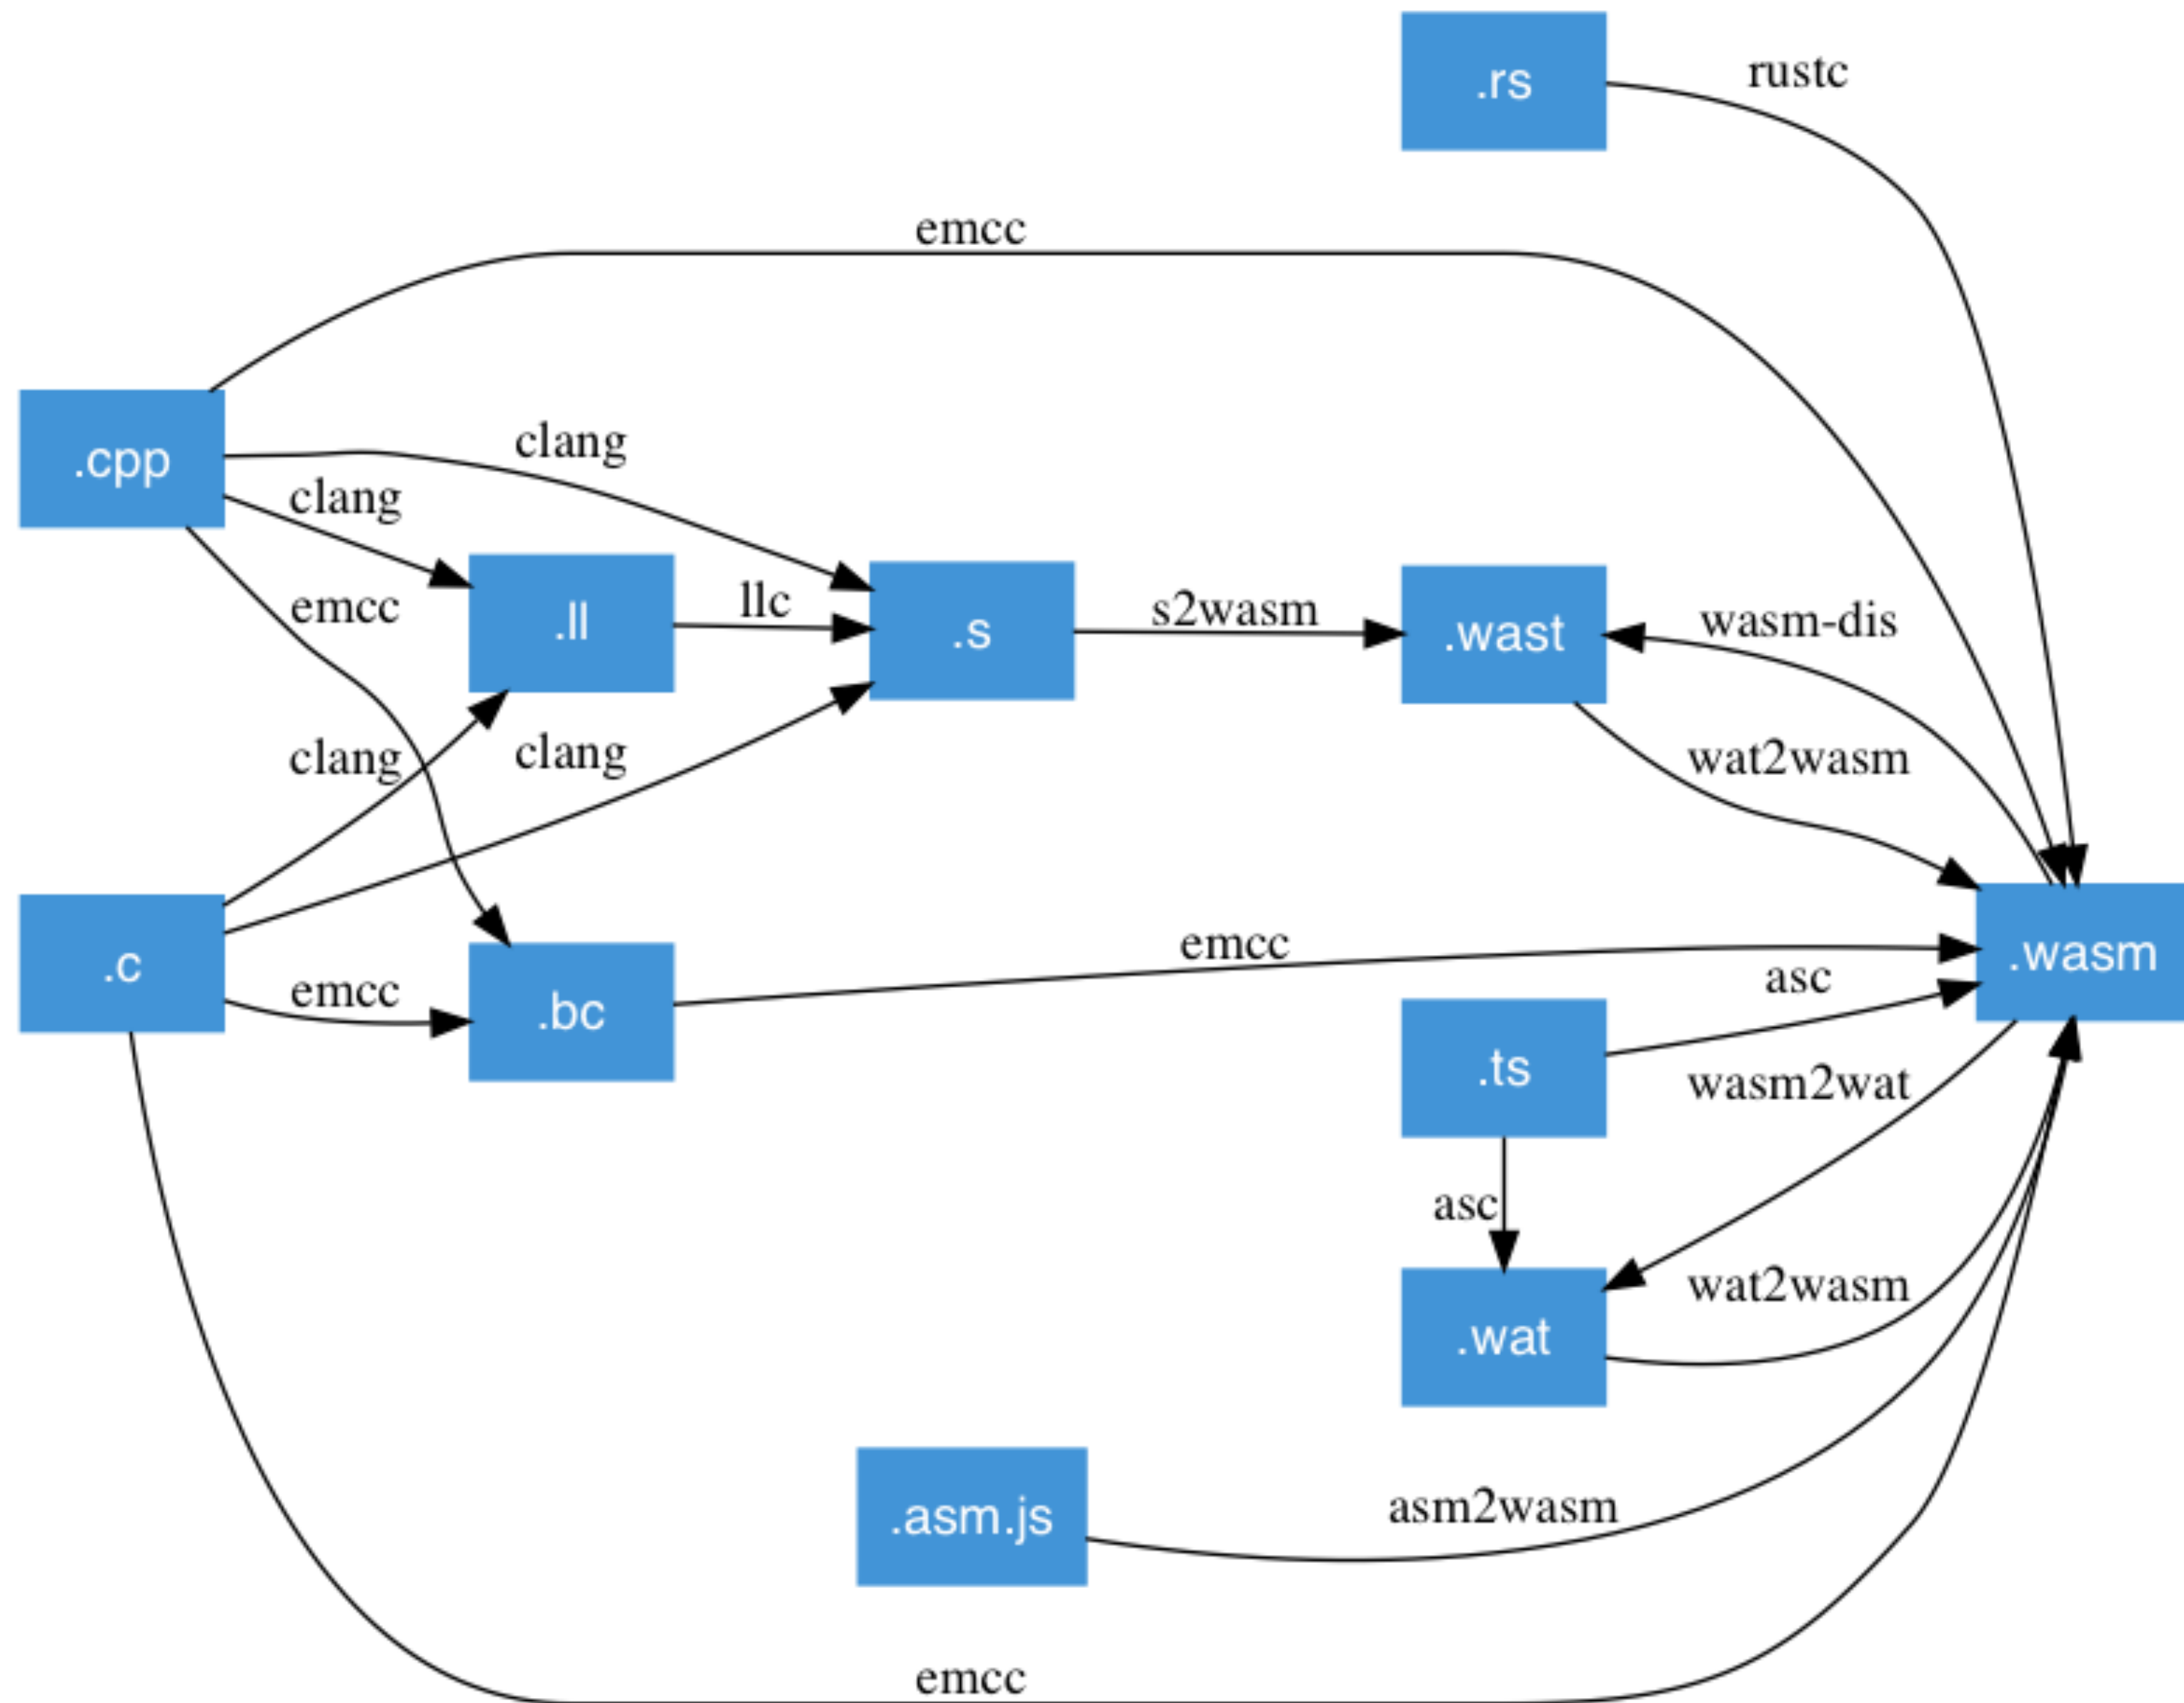 .rs
rustc
emcc
.cpp
clang
clang
emcc
.ll
llc
.s
s2wasm
.wast
wasm-dis
wat2wasm
clang
clang
.c
emcc
.bc
emcc
.wasm
asc
.ts
wasm2wat
asc
.wat
wat2wasm
.asm.js
asm2wasm
emcc